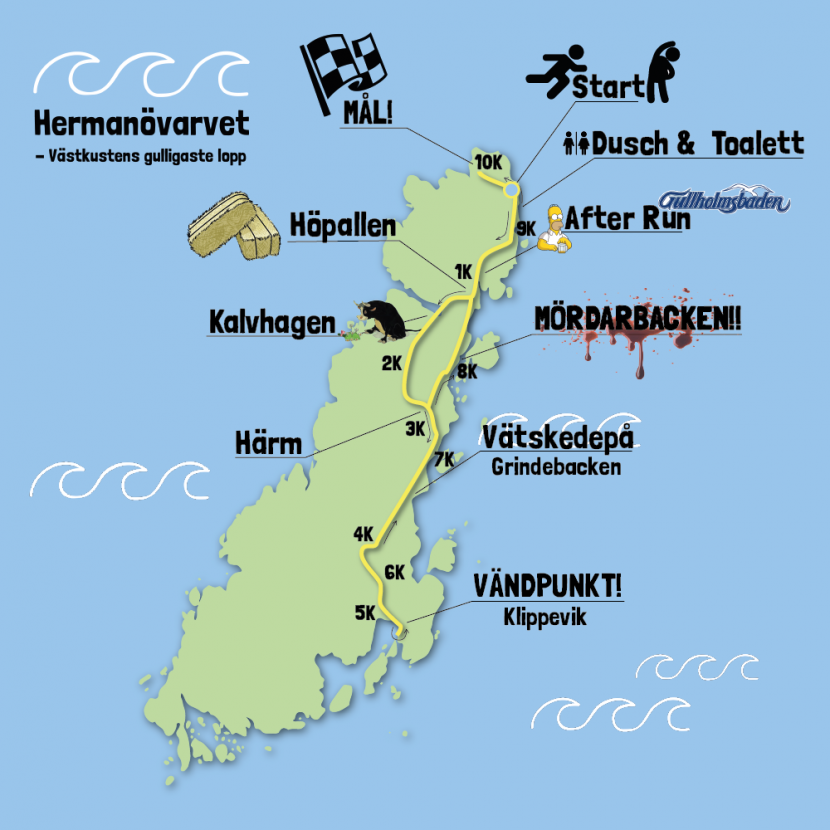 Hermanövarvet
– Västkustens gulligaste lopp
MÅL!
Start
Dusch & Toalett
10K
Gullholmsbaden
9K
After Run
Höpallen
1K
Kalvhagen
MÖRDARBACKEN!!
2K
8K
3K
Härm
Vätskedepå
Grindebacken
7K
4K
6K
5K
VÄNDPUNKT!
Klippevik